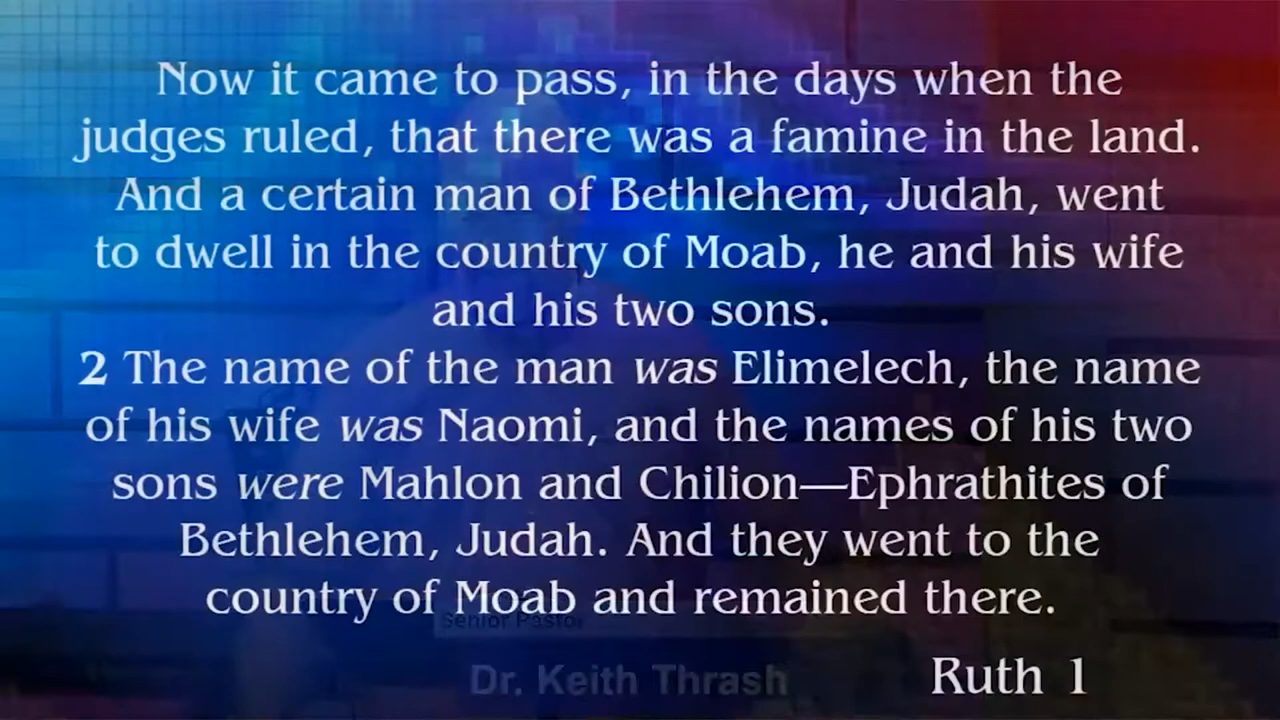 Now it came to pass, in the days when the
judges ruled, that there was a famine in the land.
And a certain man of Bethlehem, Judah, went
to dwell in the country of Moab, he and his wife
and his two sons.
2 The name of the man was Elimelech, the name
of his wife was Naomi, and the names of his two
sons were Mahlon and Chilion—Ephrathites of
Bethlehem, Judah. And they went to the
country of Moab and remained there.
Senior Pastor
Dr. Keith Thrash
Ruth 1